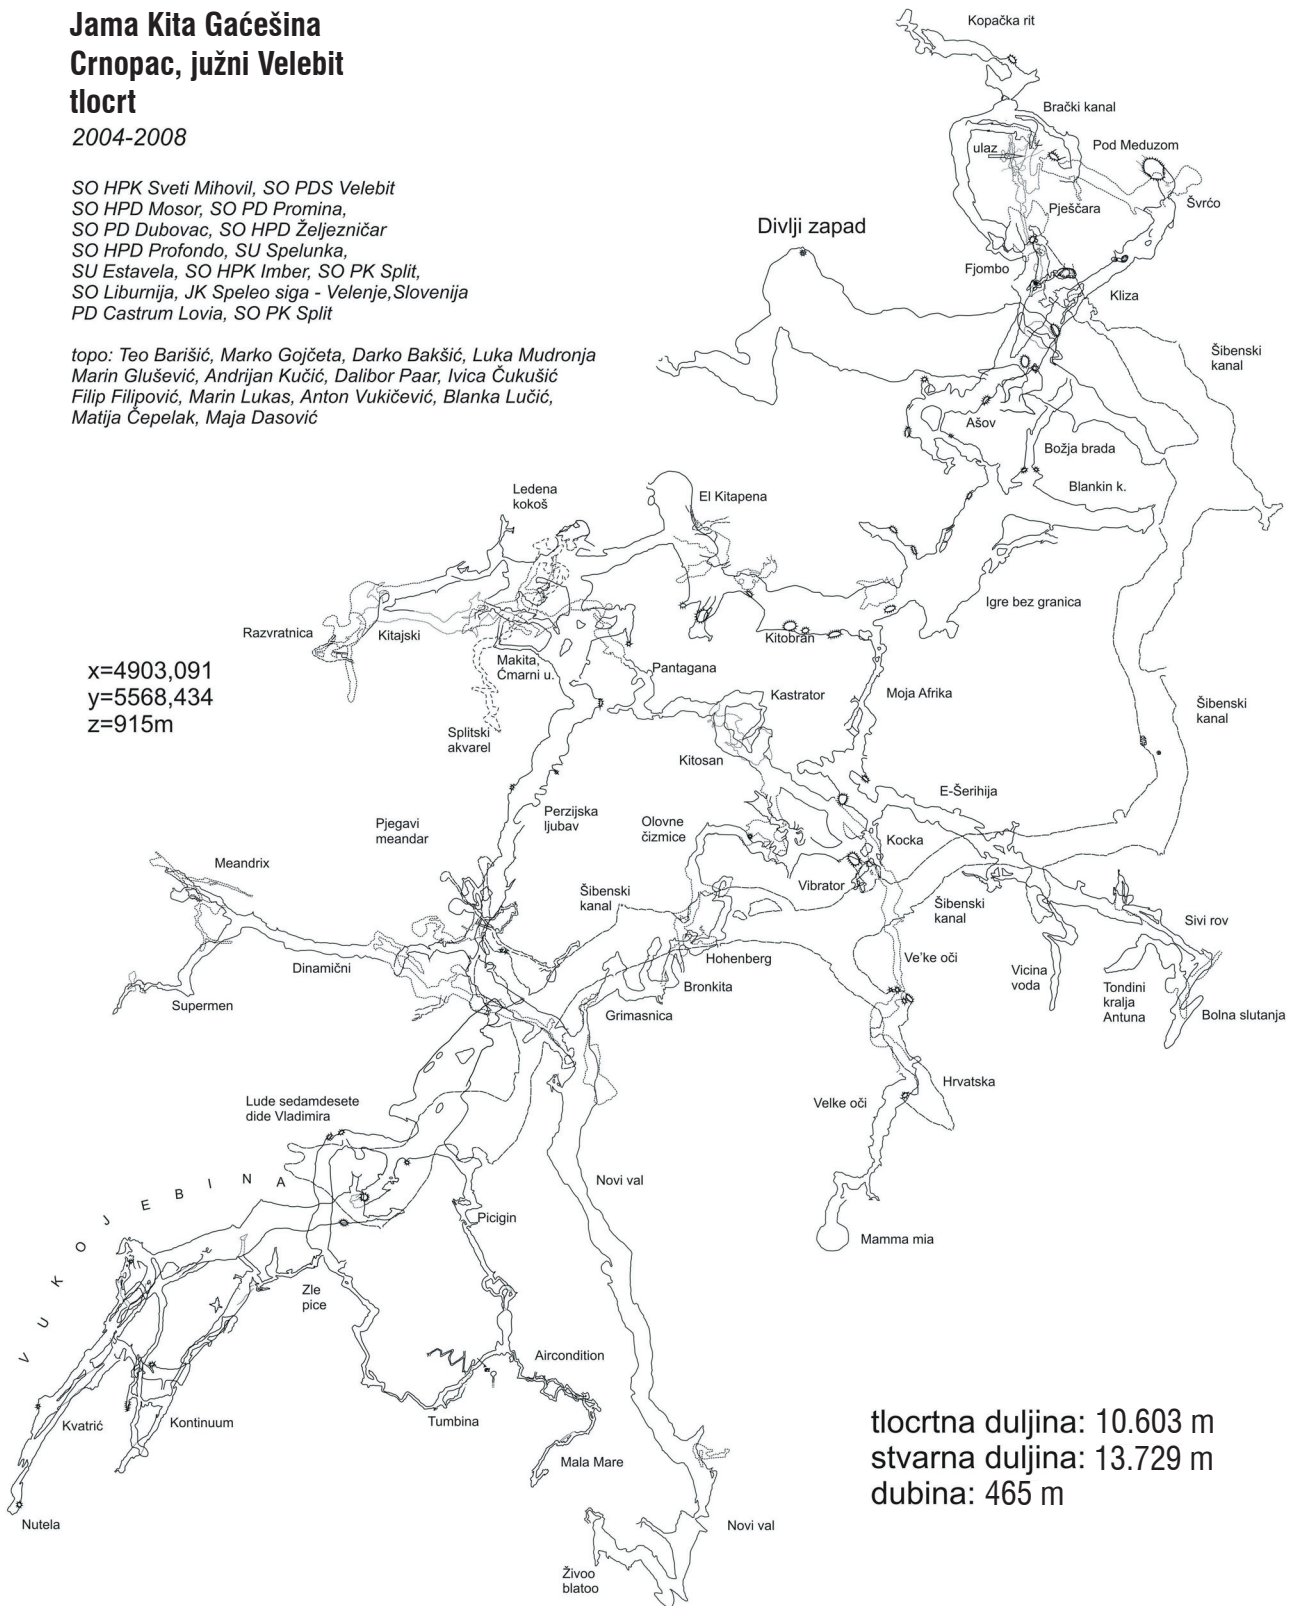 Jama Kita Gaćešina
Crnopac, južni Velebit
tlocrt
2004-2008
SO HPK Sveti Mihovil, SO PDS Velebit
SO HPD Mosor, SO PD Promina,
SO PD Dubovac, SO HPD Željezničar
SO HPD Profondo, SU Spelunka,
SU Estavela, SO HPK Imber, SO PK Split,
SO Liburnija, JK Speleo siga - Velenje,Slovenija
PD Castrum Lovia, SO PK Split
topo: Teo Barišić, Marko Gojčeta, Darko Bakšić, Luka Mudronja
Marin Glušević, Andrijan Kučić, Dalibor Paar, Ivica Čukušić
Filip Filipović, Marin Lukas, Anton Vukičević, Blanka Lučić,
Matija Čepelak, Maja Dasović
Kopačka rit
Brački kanal
ulaz
Pod Meduzom
Švrćo
Pješčara
Divlji zapad
Fjombo
Kliza
Šibenski
kanal
Ašov
Božja brada
Blankin k.
Ledena
kokoš
El Kitapena
Igre bez granica
Razvratnica
Kitajski
Kitobran
x=4903,091
y=5568,434
z=915m
Makita,
Ćmarni u.
Pantagana
Kastrator
Moja Afrika
Šibenski
kanal
Splitski
akvarel
Kitosan
E-Šerihija
Perzijska
ljubav
Pjegavi
meandar
Olovne
čizmice
Kocka
Meandrix
Vibrator
Šibenski
kanal
Šibenski
kanal
Sivi rov
Dinamični
Hohenberg
Ve'ke oči
Vicina
voda
Tondini
kralja
Antuna
Bolna slutanja
Supermen
Bronkita
Grimasnica
Hrvatska
Velke oči
Lude sedamdesete
dide Vladimira
Novi val
VUKOJEBINA
Picigin
Mamma mia
Zle
pice
Aircondition
Kvatrić
Kontinuum
Tumbina
Mala Mare
tlocrtna duljina: 10.603 m
stvarna duljina: 13.729 m
dubina: 465 m
Nutela
Novi val
Živoo
blatoo